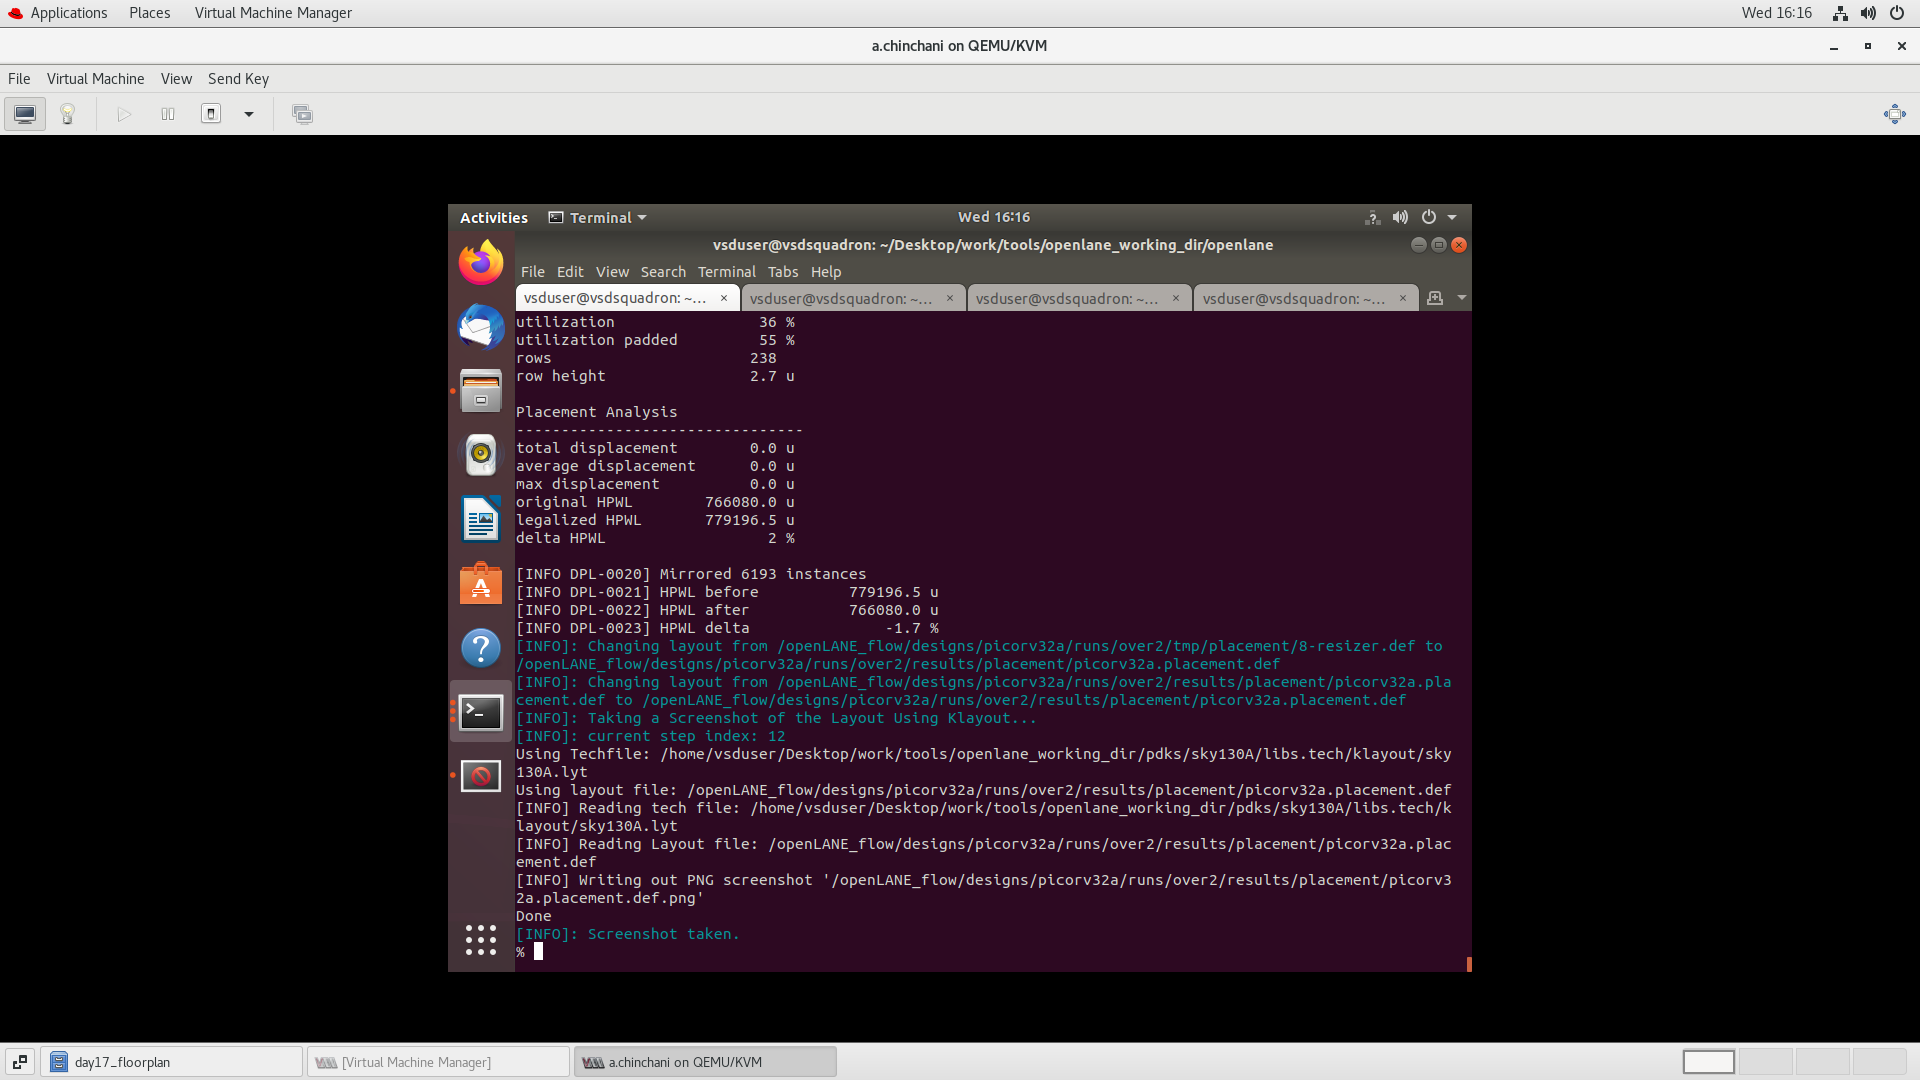 Applications Places Virtual Machine Manager Wed 16:16
a.chinchani on QEMU/KVM
File Virtual Machine View Send Key
Activities Terminal Wed 16:16
vsduser@vsdsquadron: ~/Desktop/work/tools/openlane_working_dir/openlane
File Edit View Search Terminal Tabs Help
vsduser@vsdsquadron: ~... × vsduser@vsdsquadron: ~... × vsduser@vsdsquadron: ~... × vsduser@vsdsquadron: ~... ×
utilization 36 %
utilization padded 55 %
rows 238
row height 2.7 u
Placement Analysis
--------------------------------
total displacement 0.0 u
average displacement 0.0 u
max displacement 0.0 u
original HPWL 766080.0 u
legalized HPWL 779196.5 u
delta HPWL 2 %
[INFO DPL-0020] Mirrored 6193 instances
[INFO DPL-0021] HPWL before 779196.5 u
[INFO DPL-0022] HPWL after 766080.0 u
[INFO DPL-0023] HPWL delta -1.7 %
[INFO]: Changing layout from /openLANE_flow/designs/picorv32a/runs/over2/tmp/placement/8-resizer.def to
/openLANE_flow/designs/picorv32a/runs/over2/results/placement/picorv32a.placement.def
[INFO]: Changing layout from /openLANE_flow/designs/picorv32a/runs/over2/results/placement/picorv32a.pla
cement.def to /openLANE_flow/designs/picorv32a/runs/over2/results/placement/picorv32a.placement.def
[INFO]: Taking a Screenshot of the Layout Using Klayout...
[INFO]: current step index: 12
Using Techfile: /home/vsduser/Desktop/work/tools/openlane_working_dir/pdks/sky130A/libs.tech/klayout/sky
130A.lyt
Using layout file: /openLANE_flow/designs/picorv32a/runs/over2/results/placement/picorv32a.placement.def
[INFO] Reading tech file: /home/vsduser/Desktop/work/tools/openlane_working_dir/pdks/sky130A/libs.tech/k
layout/sky130A.lyt
[INFO] Reading Layout file: /openLANE_flow/designs/picorv32a/runs/over2/results/placement/picorv32a.plac
ement.def
[INFO] Writing out PNG screenshot '/openLANE_flow/designs/picorv32a/runs/over2/results/placement/picorv3
2a.placement.def.png'
Done
[INFO]: Screenshot taken.
%
day17_floorplan [Virtual Machine Manager] a.chinchani on QEMU/KVM